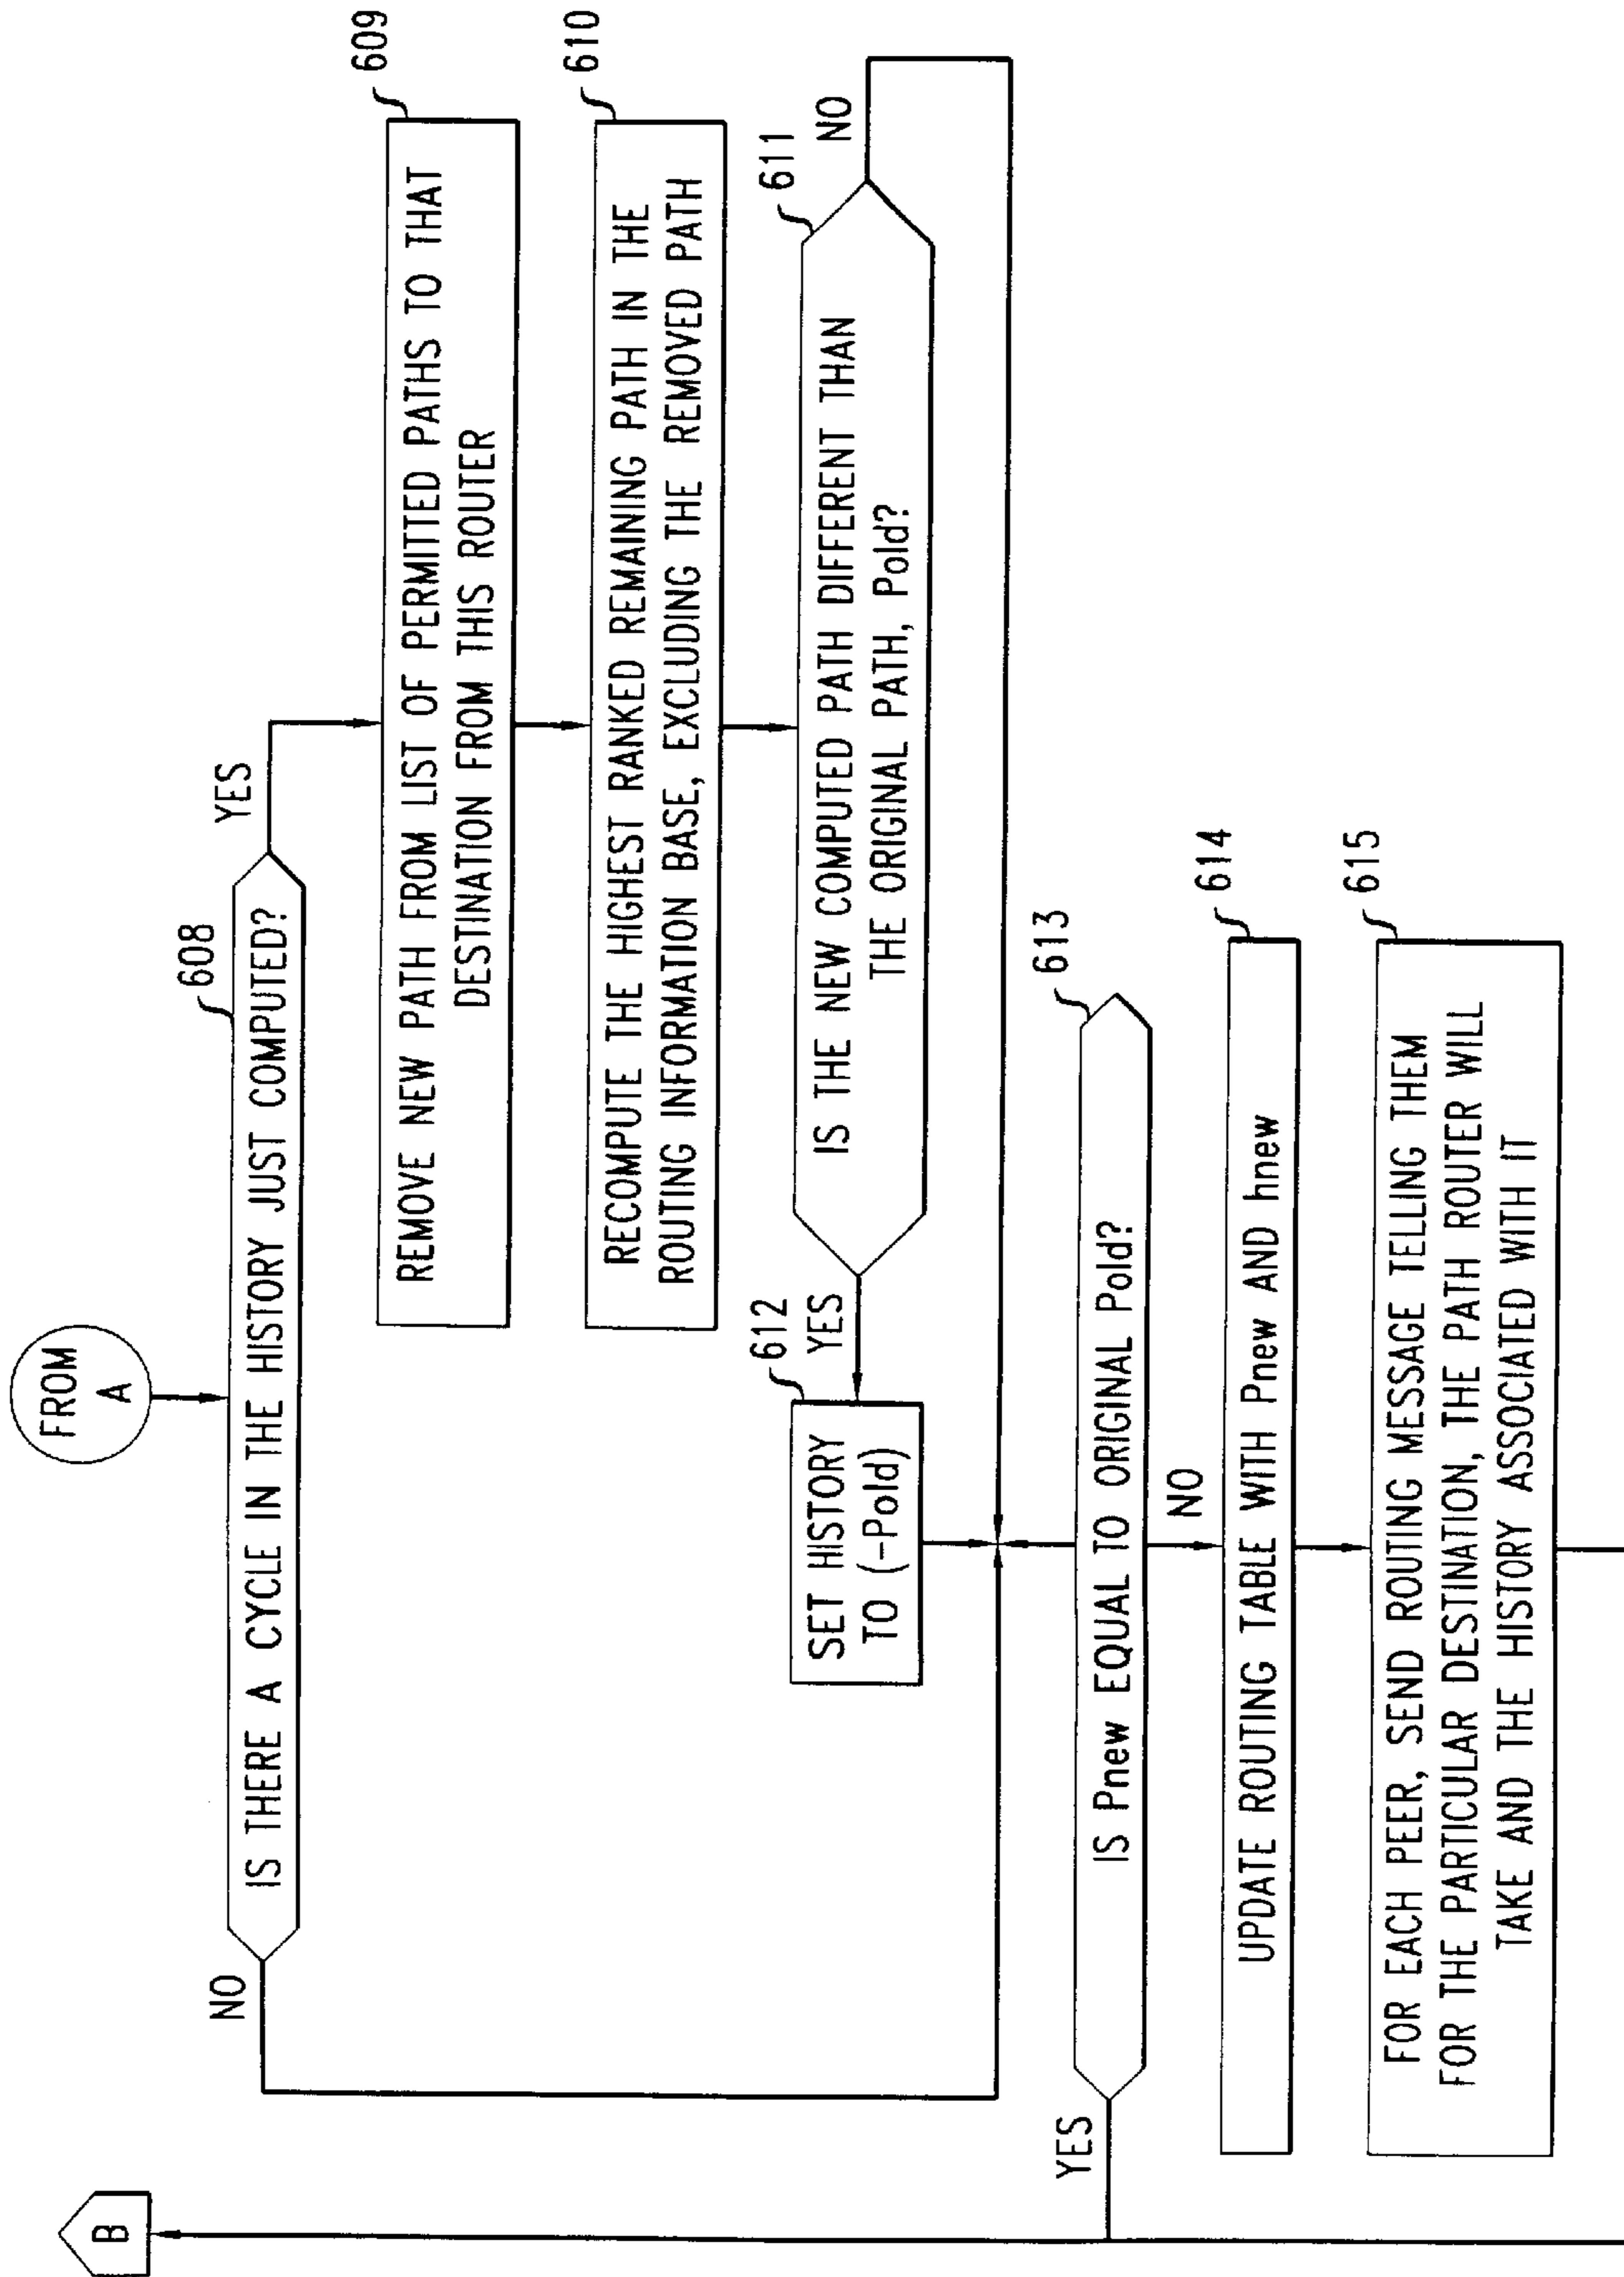 FROM
A
608
IS THERE A CYCLE IN THE HISTORY JUST COMPUTED?
NO
YES
609
REMOVE NEW PATH FROM LIST OF PERMITTED PATHS TO THAT
DESTINATION FROM THIS ROUTER
610
RECOMPUTE THE HIGHEST RANKED REMAINING PATH IN THE
ROUTING INFORMATION BASE, EXCLUDING THE REMOVED PATH
611
IS THE NEW COMPUTED PATH DIFFERENT THAN
THE ORIGINAL PATH, Pold?
NO
YES
612
SET HISTORY
TO (-Pold)
613
IS Pnew EQUAL TO ORIGINAL Pold?
YES
NO
614
UPDATE ROUTING TABLE WITH Pnew AND hnew
615
FOR EACH PEER, SEND ROUTING MESSAGE TELLING THEM
FOR THE PARTICULAR DESTINATION, THE PATH ROUTER WILL
TAKE AND THE HISTORY ASSOCIATED WITH IT
B